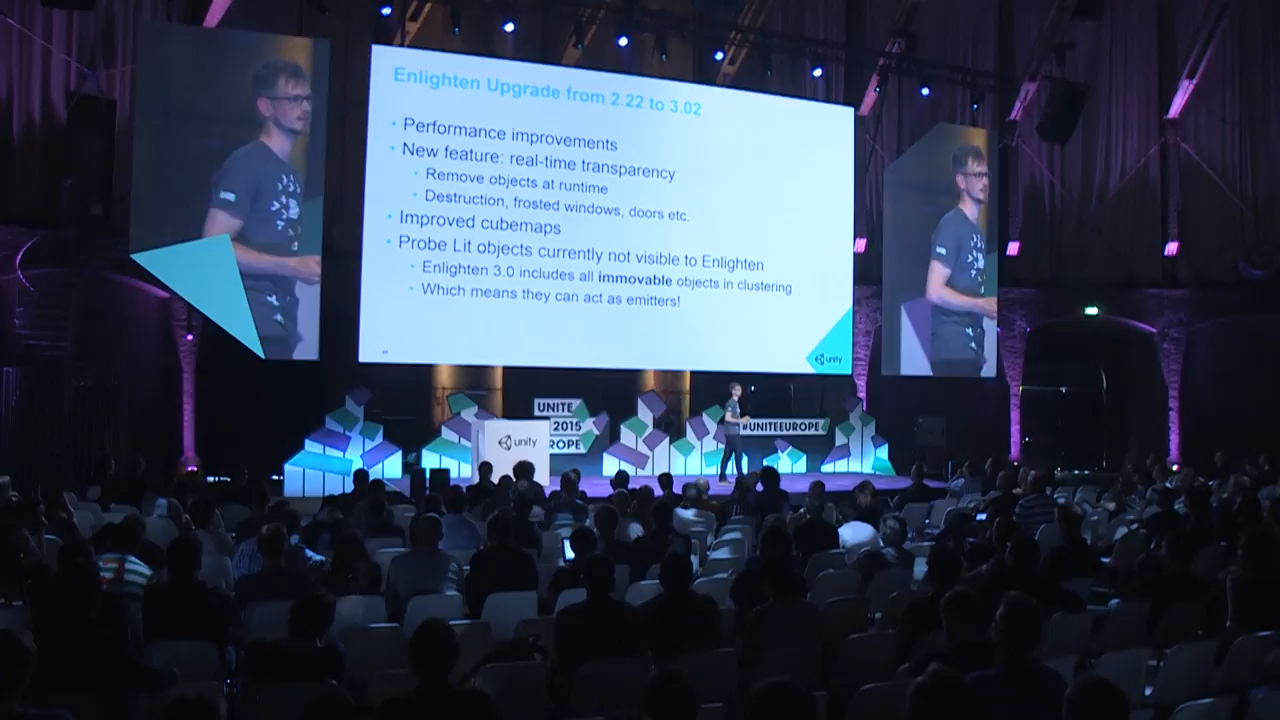 Enlighten Upgrade from 2.22 to 3.02
• Performance improvements
• New feature: real-time transparency
• Remove objects at runtime
• Destruction, frosted windows, doors etc.
• Improved cubemaps
• Probe Lit objects currently not visible to Enlighten
• Enlighten 3.0 includes all immovable objects in clustering
• Which means they can act as emitters!
unity
UNITE
2015
ROPE
unity
#UNITEEUROPE